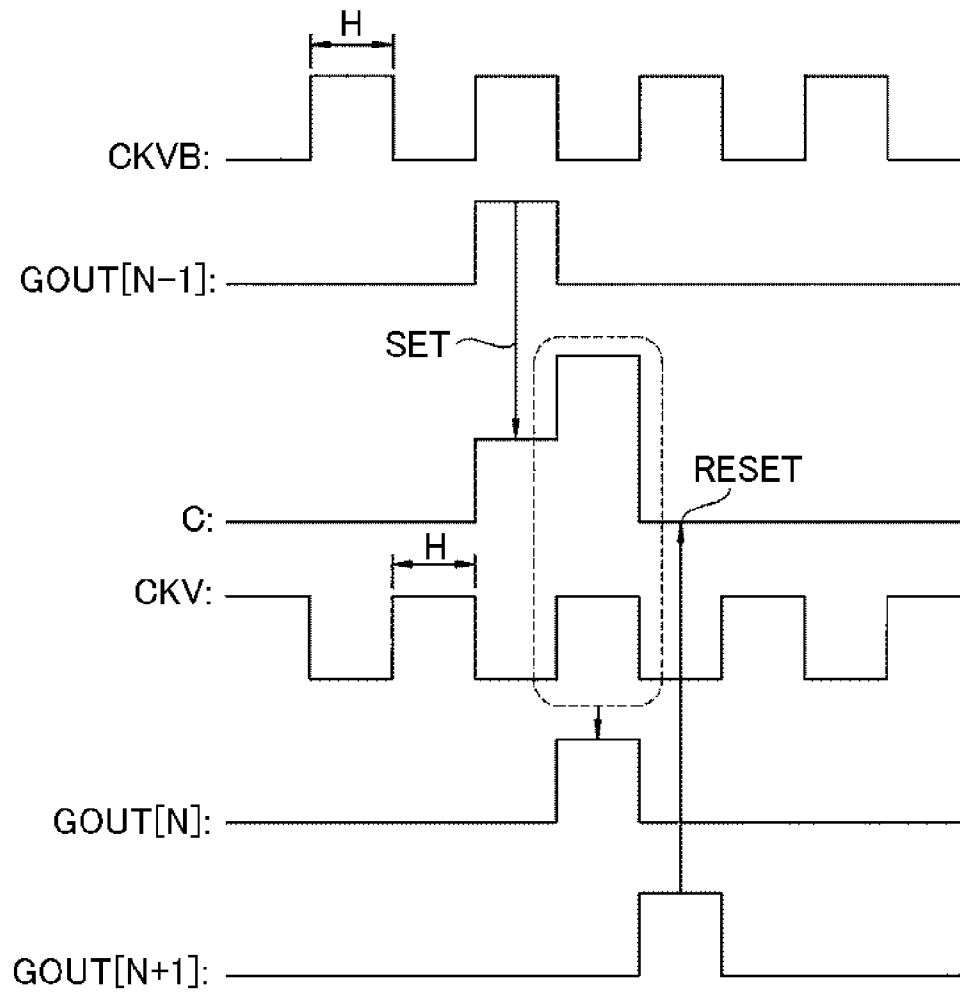 H
CKVB:
GOUT[N-1]:
SET
RESET
C:
H
CKV:
GOUT[N]:
GOUT[N+1]: